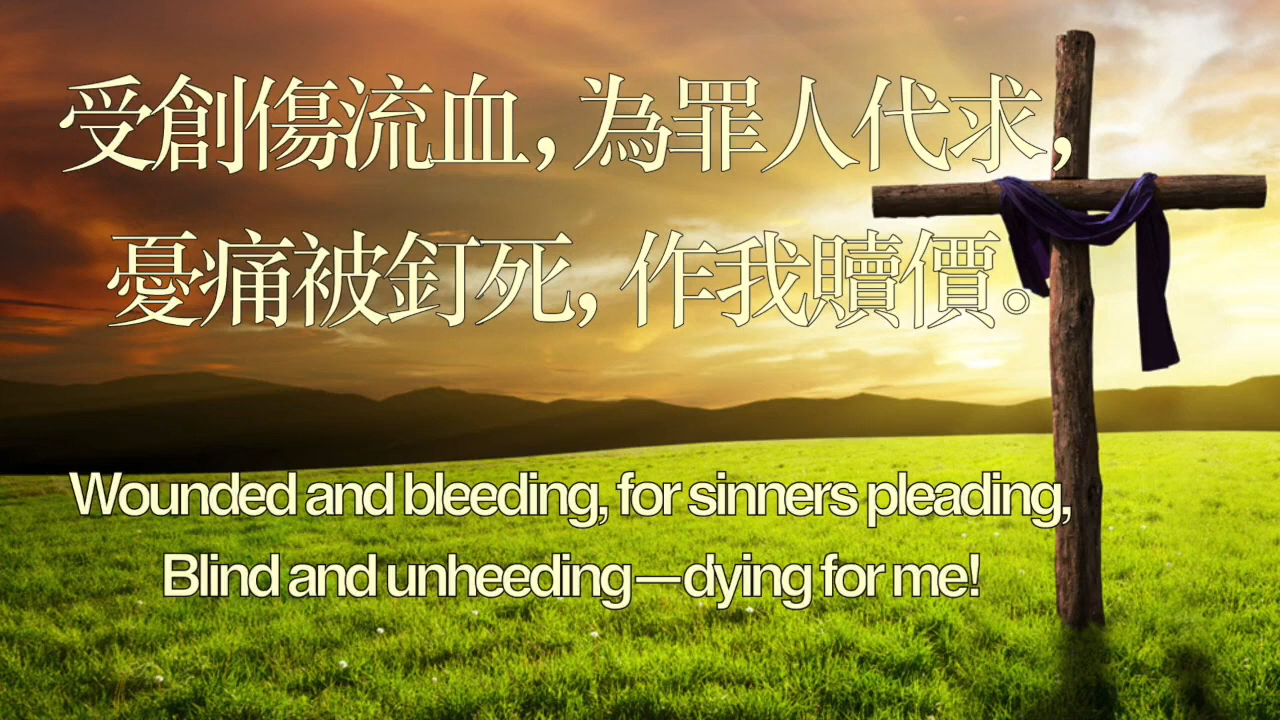 受創傷流血，為罪人代求，
憂痛被釘死，作我贖價。
Wounded and bleeding, for sinners pleading,
Blind and unheeding—dying for me!